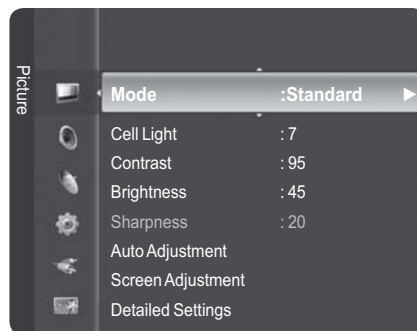 Picture
Mode :Standard
Cell Light : 7
Contrast : 95
Brightness : 45
Sharpness : 20
Auto Adjustment
Screen Adjustment
Detailed Settings